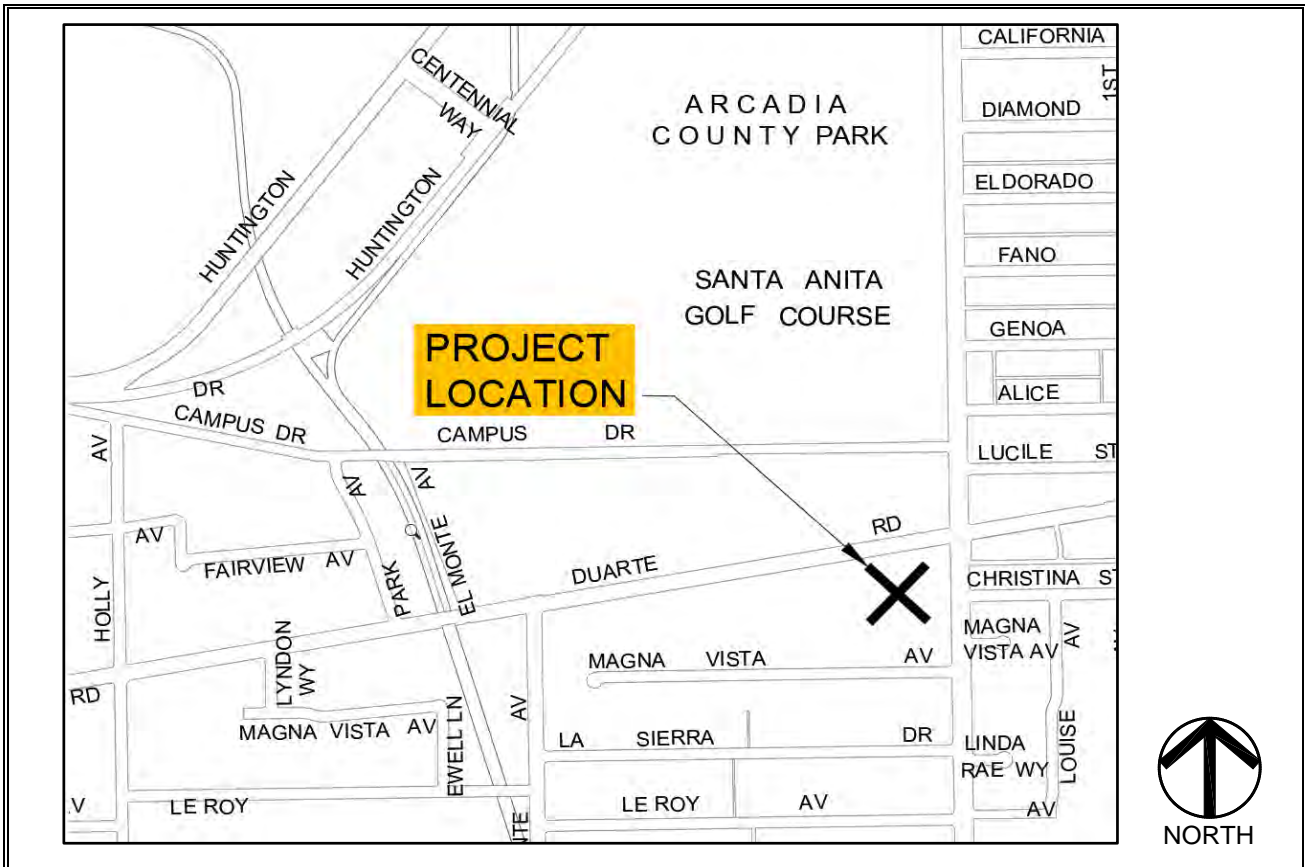 CALIFORNIA
1ST
CENTENNIAL
WAY
ARCADIA
COUNTY PARK
DIAMOND
ELDORADO
HUNTINGTON
HUNTINGTON
FANO
SANTA ANITA
GOLF COURSE
GENOA
PROJECT
LOCATION
DR
ALICE
CAMPUS DR
CAMPUS DR
AV
LUCILE ST
AV
AV
RD
AV
FAIRVIEW AV
PARK
EL MONTE
DUARTE
CHRISTINA ST
HOLLY
MAGNA
VISTA AV
AV
LYNDON
WY
MAGNA VISTA AV
RD
AV
MAGNA VISTA AV
EWELL LN
LA SIERRA DR
LINDA
RAE WY
LOUISE
LE ROY
LE ROY AV
AV
NORTH